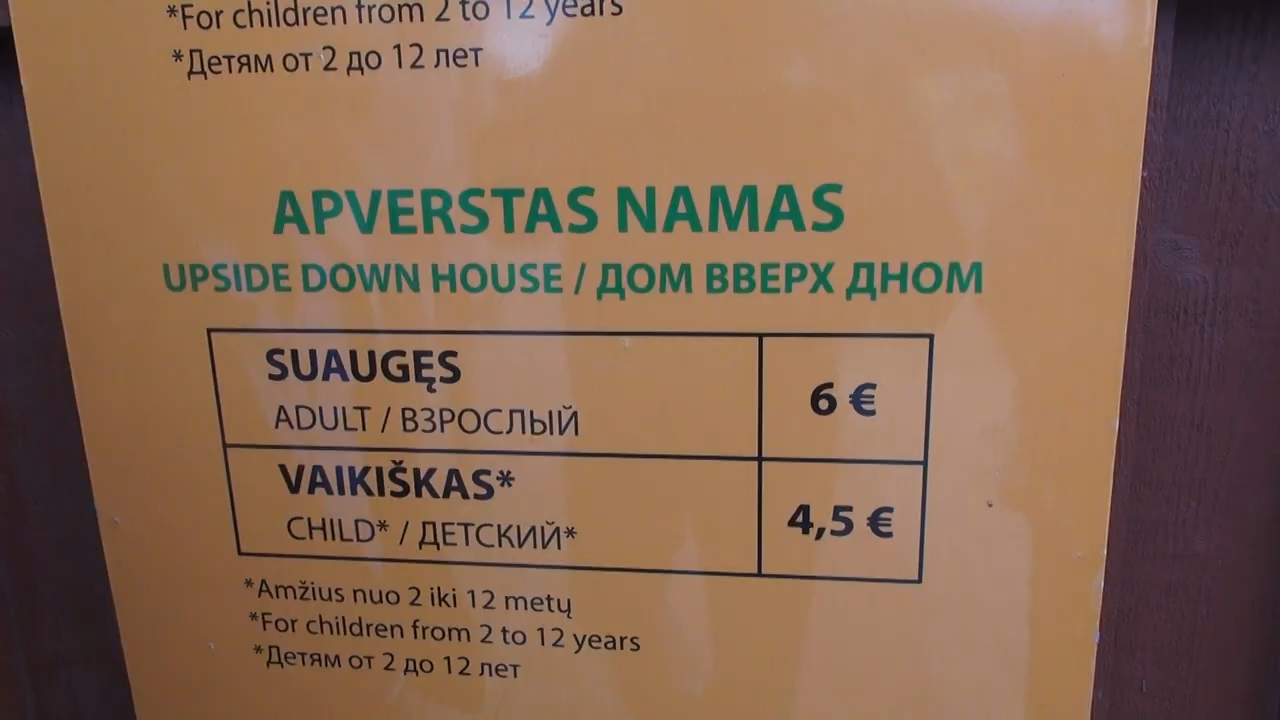 *For children from 2 to 12 years
*Детям от 2 до 12 лет
APVERSTAS NAMAS
UPSIDE DOWN HOUSE / ДОМ ВВЕРХ ДНОМ
SUAUGĘS
ADULT / ВЗРОСЛЫЙ
6 €
VAIKIŠKAS*
CHILD* / ДЕТСКИЙ*
4,5 €
*Amžius nuo 2 iki 12 metų
*For children from 2 to 12 years
*Детям от 2 до 12 лет